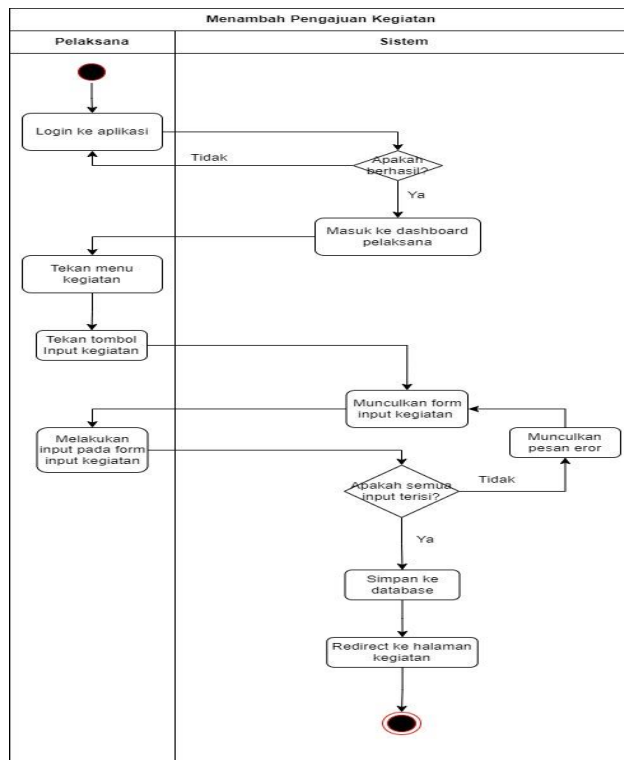 Menambah Pengajuan Kegiatan
Pelaksana
Sistem
Login ke aplikasi
Tidak
Apakah
berhasil?
Ya
Masuk ke dashboard
pelaksana
Tekan menu
kegiatan
Tekan tombol
Input kegiatan
Munculkan form
input kegiatan
Munculkan
pesan eror
Melakukan
input pada form
input kegiatan
Apakah semua
input terisi?
Tidak
Ya
Simpan ke
database
Redirect ke halaman
kegiatan